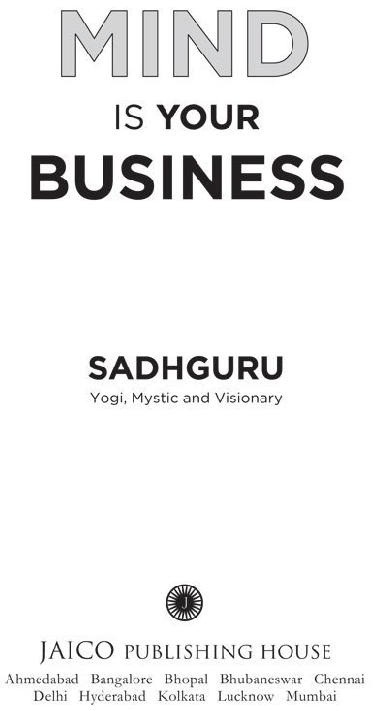 MIND
IS YOUR
BUSINESS
SADHGURU
Yogi, Mystic and Visionary
J
JAICO PUBLISHING HOUSE
Ahmedabad Bangalore Bhopal Bhubaneswar Chennai
Delhi Hyderabad Kolkata Lucknow Mumbai